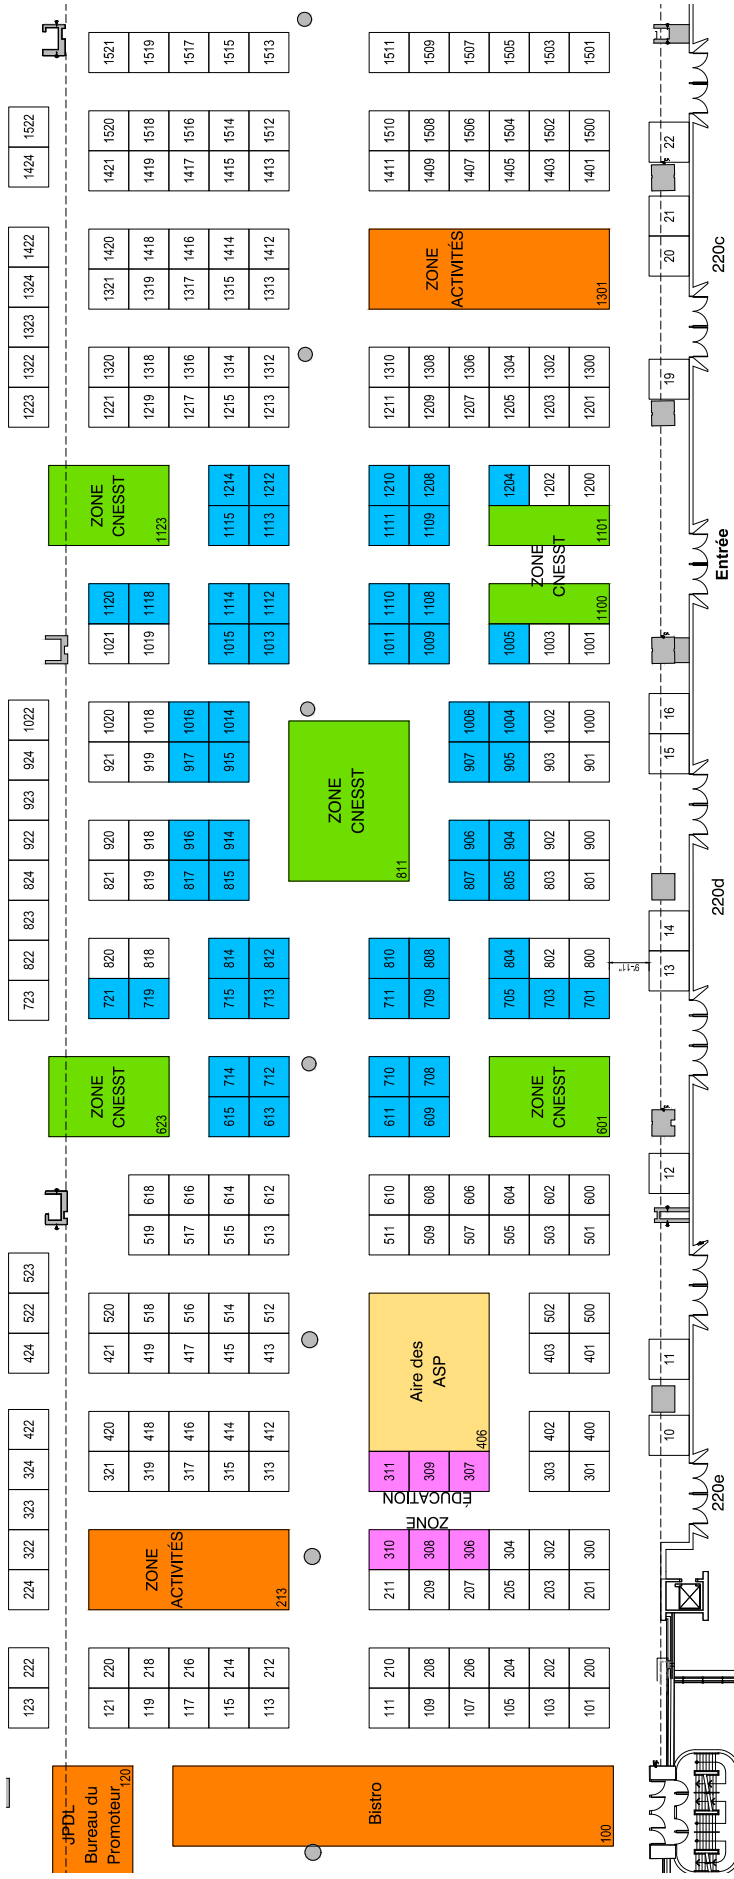 1521 1519 1517 1515 1513 1511 1509 1507 1505 1503 1501
1522 1520 1518 1516 1514 1512 1510 1508 1506 1504 1502 1500 22
1424 1421 1419 1417 1415 1413 1411 1409 1407 1405 1403 1401
21
1422 1420 1418 1416 1414 1412 ZONE
ACTIVITÉS
1301 20 220c
1324 1321 1319 1317 1315 1313
1323
1322 1320 1318 1316 1314 1312 1310 1308 1306 1304 1302 1300 19
1223 1221 1219 1217 1215 1213 1211 1209 1207 1205 1203 1201
ZONE
CNESST
1123 1214 1212 1210 1208 1204 1202 1200
1115 1113 1111 1109 1101
ZONE
CNESST
Entrée
1120 1118 1114 1112 1110 1108 1100
1021 1019 1015 1013 1011 1009 1005 1003 1001
1022 1020 1018 1016 1014 1006 1004 1002 1000 16
924 921 919 917 915 907 905 903 901 15
ZONE
CNESST
811
923
922 920 918 916 914 906 904 902 900
824 821 819 817 815 807 805 803 801
220d
823 14
822 820 818 814 812 810 808 804 802 800 13
9'-11"
723 721 719 715 713 711 709 705 703 701
ZONE
CNESST
623 714 712 710 708 ZONE
CNESST
601
615 613 611 609
12
618 616 614 612 610 608 606 604 602 600
519 517 515 513 511 509 507 505 503 501
523
522 520 518 516 514 512 Aire des
ASP
406 502 500
424 421 419 417 415 413 403 401 11
422 420 418 416 414 412 402 400 10
324 321 319 317 315 313 311 309 307 303 301
220e
323
ZONE
ÉDUCATION
322 ZONE
ACTIVITÉS
213 310 308 306 304 302 300
224 211 209 207 205 203 201
222 220 218 216 214 212 210 208 206 204 202 200
123 121 119 117 115 113 111 109 107 105 103 101
JPDL
Bureau du
Promoteur
120
Bistro
100